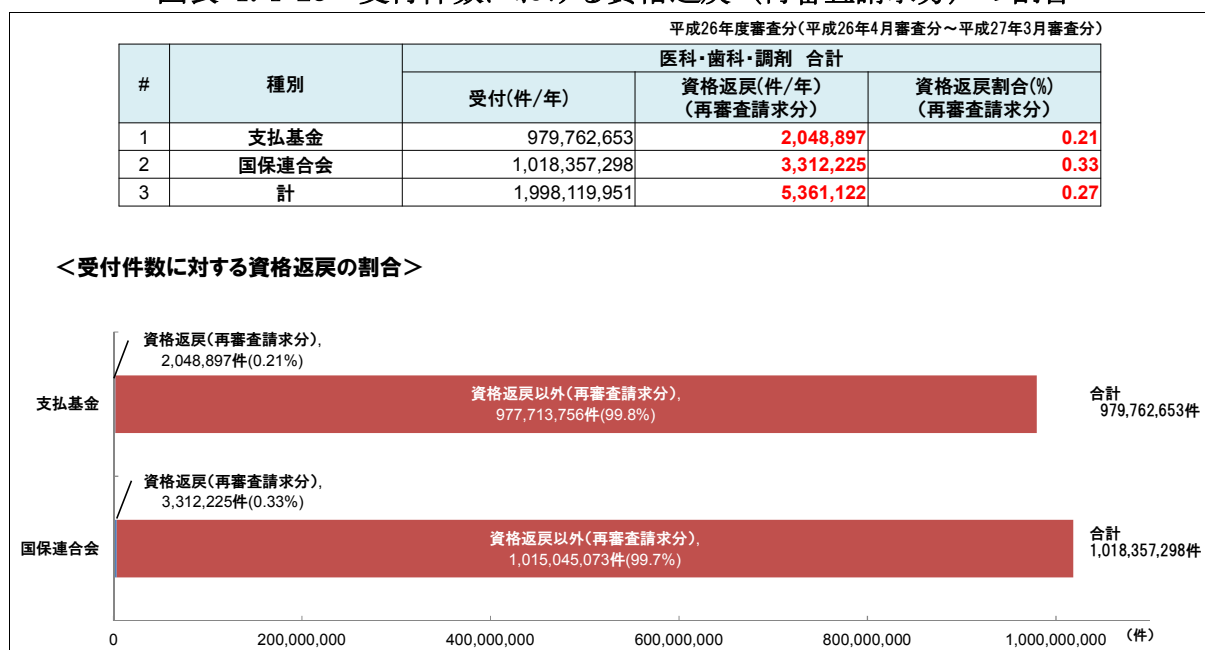 平成26年度審査分(平成26年4月審査分～平成27年3月審査分)
# 種別 医科・歯科・調剤 合計
受付(件/年) 資格返戻(件/年) 資格返戻割合(%)
(再審査請求分) (再審査請求分)
1 支払基金 979,762,653 2,048,897 0.21
2 国保連合会 1,018,357,298 3,312,225 0.33
3 計 1,998,119,951 5,361,122 0.27
＜受付件数に対する資格返戻の割合＞
資格返戻(再審査請求分),
2,048,897件(0.21%)
支払基金
資格返戻以外(再審査請求分),
977,713,756件(99.8%)
合計
979,762,653件
資格返戻(再審査請求分),
3,312,225件(0.33%)
国保連合会
資格返戻以外(再審査請求分),
1,015,045,073件(99.7%)
合計
1,018,357,298件
0 200,000,000 400,000,000 600,000,000 800,000,000 1,000,000,000 (件)